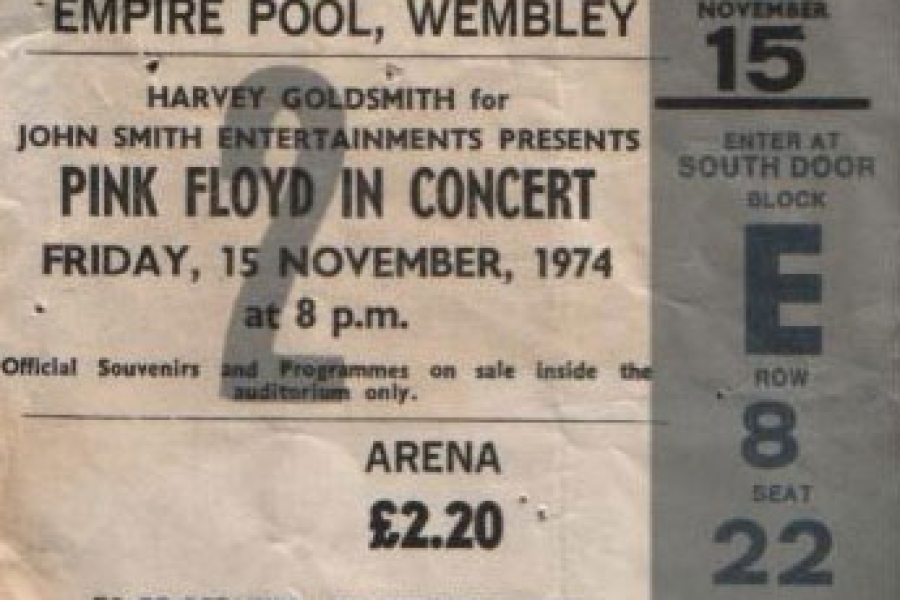 EMPIRE POOL, WEMBLEY
HARVEY GOLDSMITH for
JOHN SMITH ENTERTAINMENTS PRESENTS
PINK FLOYD IN CONCERT
FRIDAY, 15 NOVEMBER, 1974
at 8 p.m.
Official Souvenirs and Programmes on sale inside the
auditorium only.
2
ARENA
£2.20
NOVEMBER
15
ENTER AT
SOUTH DOOR
BLOCK
E
ROW
8
SEAT
22